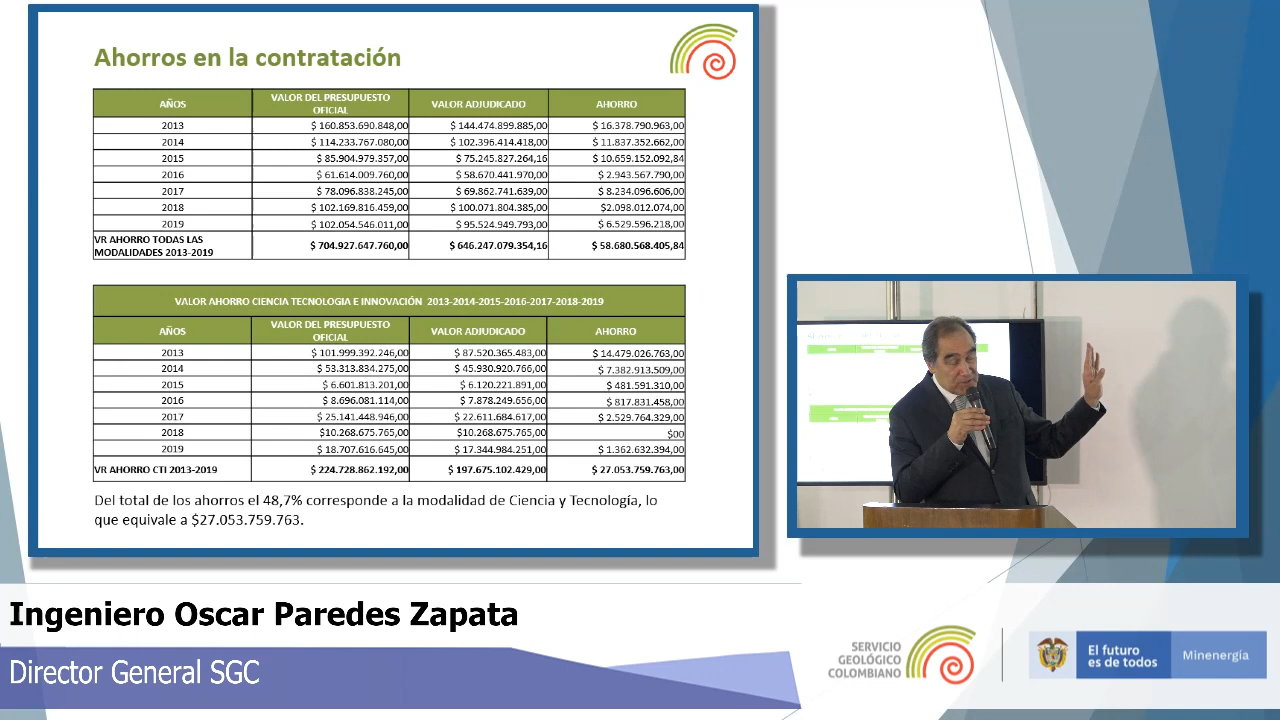 Ahorros en la contratación
AÑOS VALOR DEL PRESUPUESTO OFICIAL VALOR ADJUDICADO AHORRO
2013 $ 160.853.690.848,00 $ 144.474.899.885,00 $ 16.378.790.963,00
2014 $ 114.233.767.080,00 $ 102.396.414.418,00 $ 11.837.352.662,00
2015 $ 85.904.979.357,00 $ 75.245.827.264,16 $ 10.659.152.092,84
2016 $ 61.614.009.760,00 $ 58.670.441.970,00 $ 2.943.567.790,00
2017 $ 78.096.838.245,00 $ 69.862.741.639,00 $ 8.234.096.606,00
2018 $ 102.169.816.459,00 $ 100.071.804.385,00 $2.098.012.074,00
2019 $ 102.054.546.011,00 $ 95.524.949.793,00 $ 6.529.596.218,00
VR AHORRO TODAS LAS MODALIDADES 2013-2019 $ 704.927.647.760,00 $ 646.247.079.354,16 $ 58.680.568.405,84
VALOR AHORRO CIENCIA TECNOLOGIA E INNOVACIÓN 2013-2014-2015-2016-2017-2018-2019
AÑOS VALOR DEL PRESUPUESTO OFICIAL VALOR ADJUDICADO AHORRO
2013 $ 101.999.392.246,00 $ 87.520.365.483,00 $ 14.479.026.763,00
2014 $ 53.313.834.275,00 $ 45.930.920.766,00 $ 7.382.913.509,00
2015 $ 6.601.813.201,00 $ 6.120.221.891,00 $ 481.591.310,00
2016 $ 8.696.081.114,00 $ 7.878.249.656,00 $ 817.831.458,00
2017 $ 25.141.448.946,00 $ 22.611.684.617,00 $ 2.529.764.329,00
2018 $10.268.675.765,00 $10.268.675.765,00 $00
2019 $ 18.707.616.645,00 $ 17.344.984.251,00 $ 1.362.632.394,00
VR AHORRO CTI 2013-2019 $ 224.728.862.192,00 $ 197.675.102.429,00 $ 27.053.759.763,00
Del total de los ahorros el 48,7% corresponde a la modalidad de Ciencia y Tecnología, lo
que equivale a $27.053.759.763.
Ingeniero Oscar Paredes Zapata
Director General SGC
SERVICIO
GEOLÓGICO
COLOMBIANO
El futuro
es de todos
Minenergía